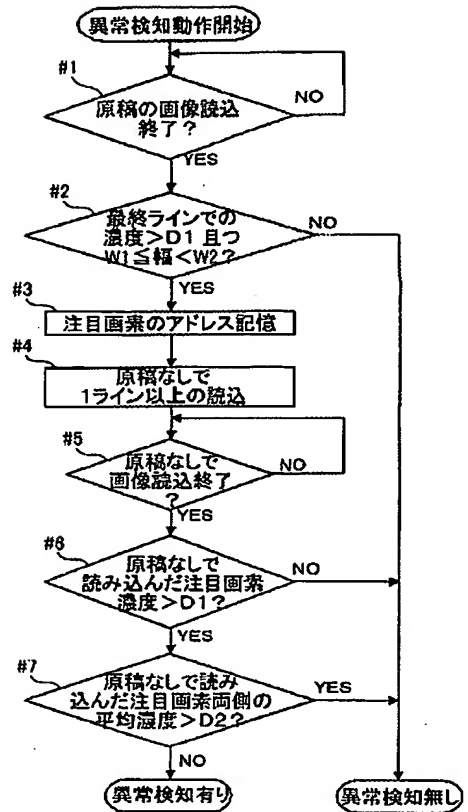 異常検知動作開始
#1
NO
原稿の画像読込
終了？
YES
#2
最終ラインでの
濃度＞D1 且つ
W1≦幅＜W2？
NO
YES
#3
注目画素のアドレス記憶
#4
原稿なしで
1ライン以上の読込
#5
原稿なしで
画像読込終了
？
NO
YES
#6
原稿なしで
読み込んだ注目画素
濃度＞D1？
NO
YES
#7
原稿なしで読み
込んだ注目画素両側の
平均濃度＞D2？
YES
NO
異常検知有り
異常検知無し